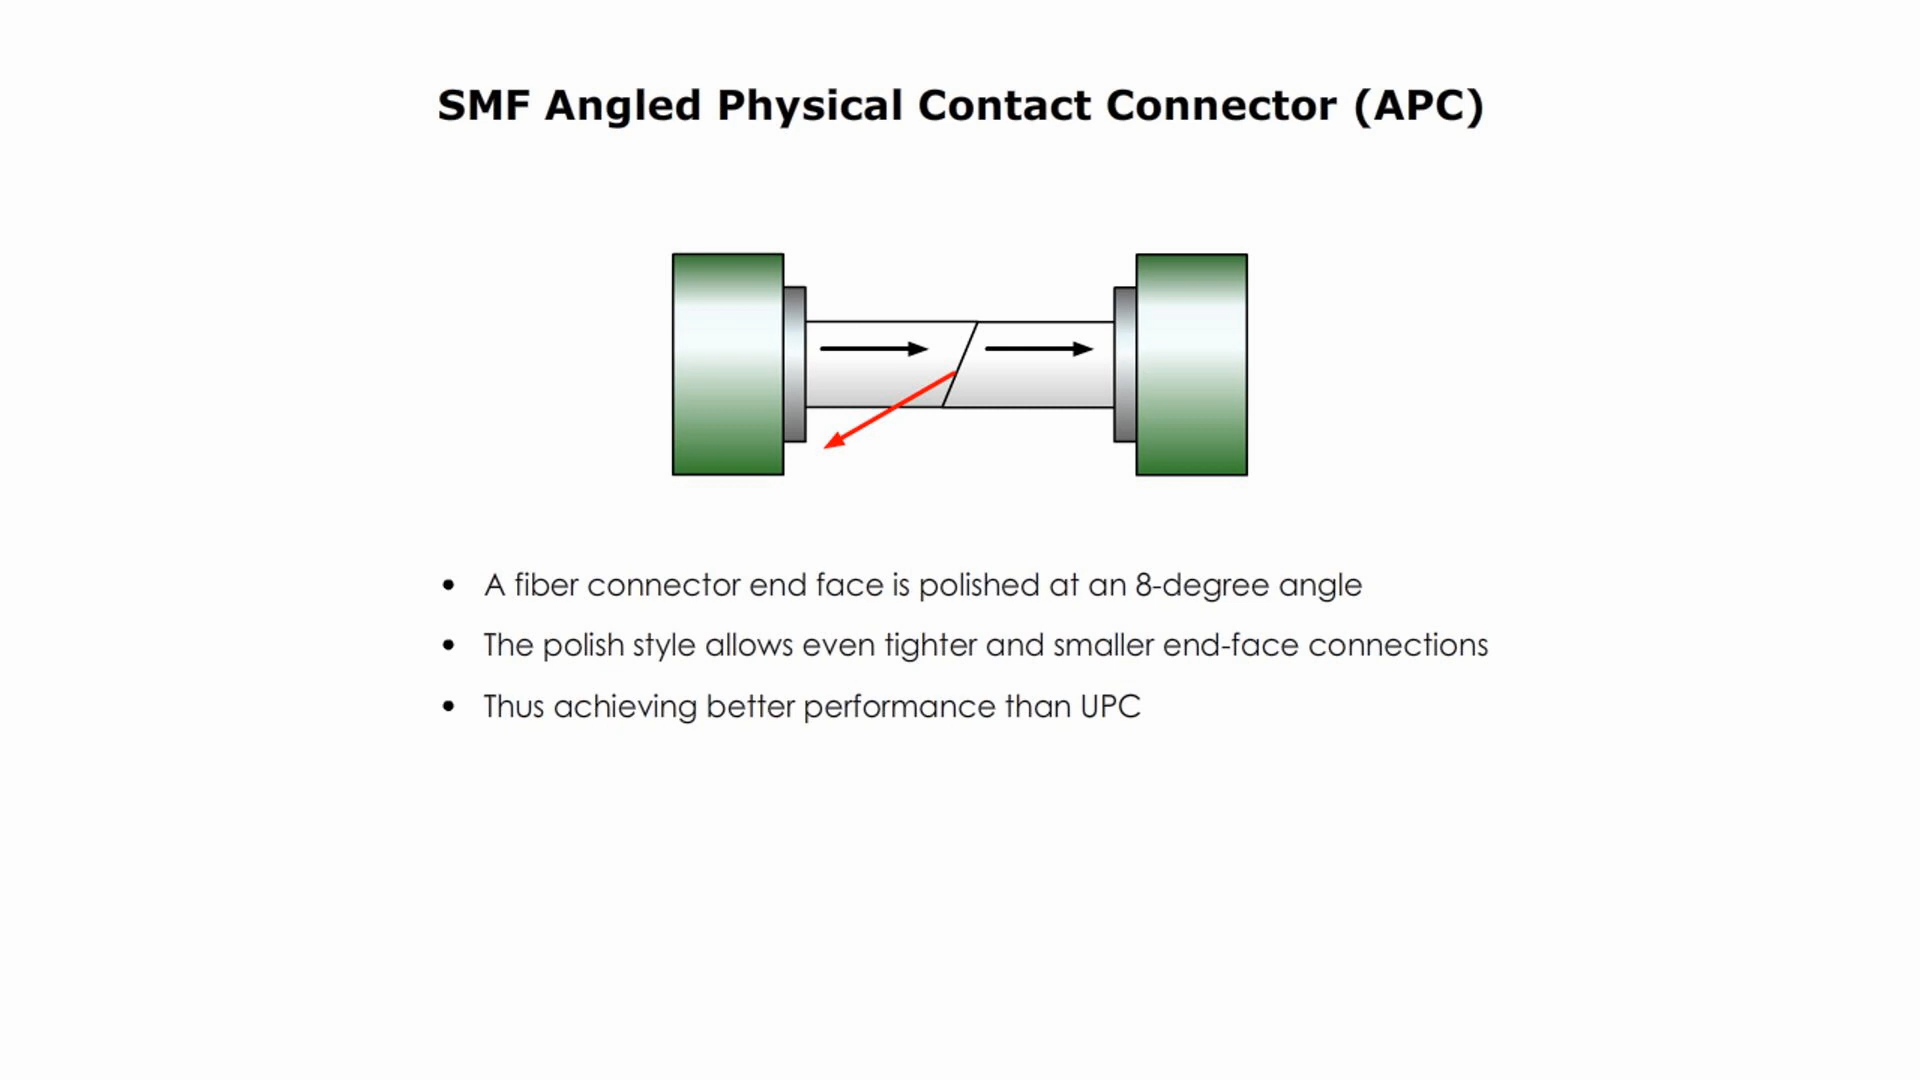 SMF Angled Physical Contact Connector (APC)
• A fiber connector end face is polished at an 8-degree angle
• The polish style allows even tighter and smaller end-face connections
• Thus achieving better performance than UPC